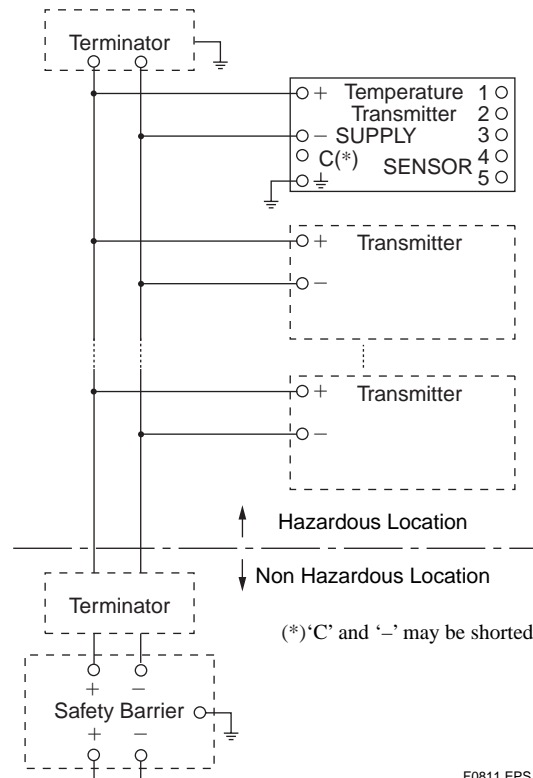 Terminator
+ Temperature 1
Transmitter 2
− SUPPLY 3
C(*) SENSOR 4
5
+ Transmitter
−
+ Transmitter
−
Hazardous Location
Non Hazardous Location
Terminator
(*)‘C’ and ‘–’ may be shorted
+ −
Safety Barrier
+ −
F0811.EPS